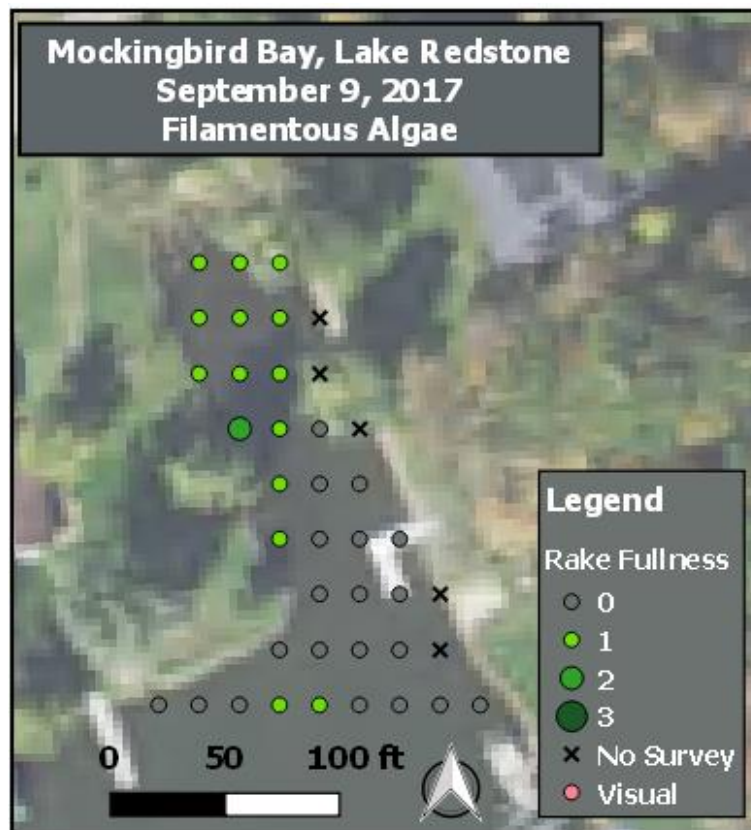 Mockingbird Bay, Lake Redstone
September 9, 2017
Filamentous Algae
Legend
Rake Fullness
0
1
2
3
No Survey
Visual
0 50 100 ft